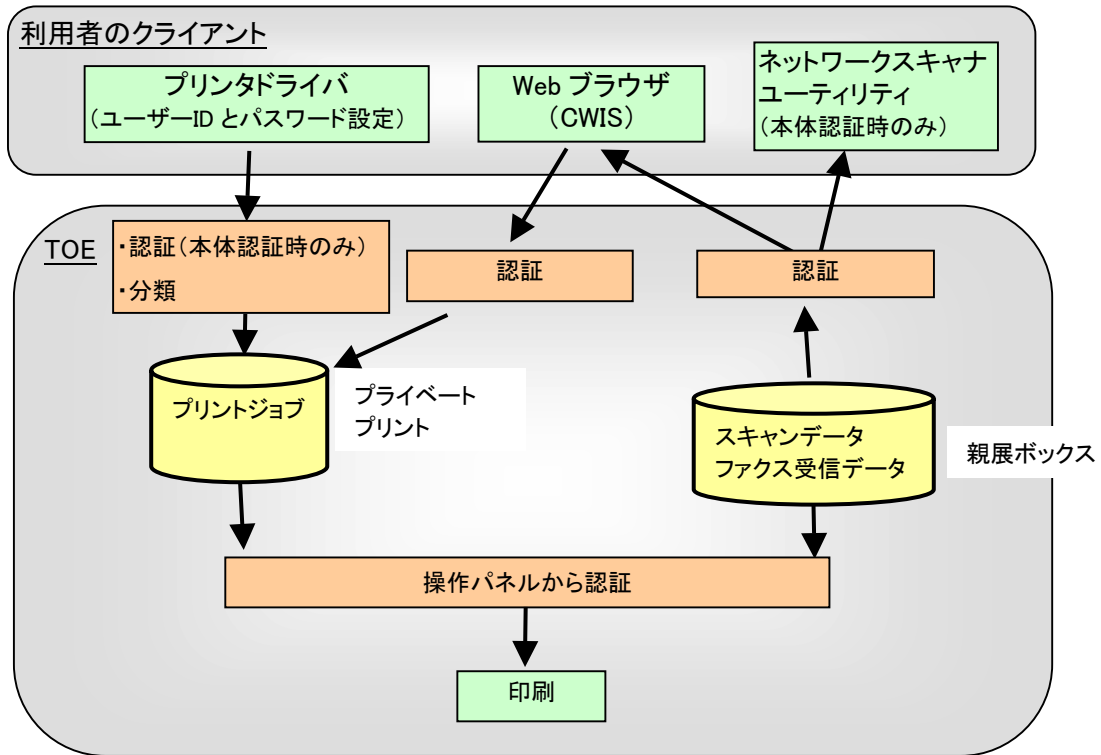 利用者のクライアント
プリンタドライバ
(ユーザーID とパスワード設定)
Web ブラウザ
(CWIS)
ネットワークスキャナ
ユーティリティ
(本体認証時のみ)
TOE
・認証(本体認証時のみ)
・分類
認証
認証
プリントジョブ
プライベート
プリント
スキャンデータ
ファクス受信データ
親展ボックス
操作パネルから認証
印刷